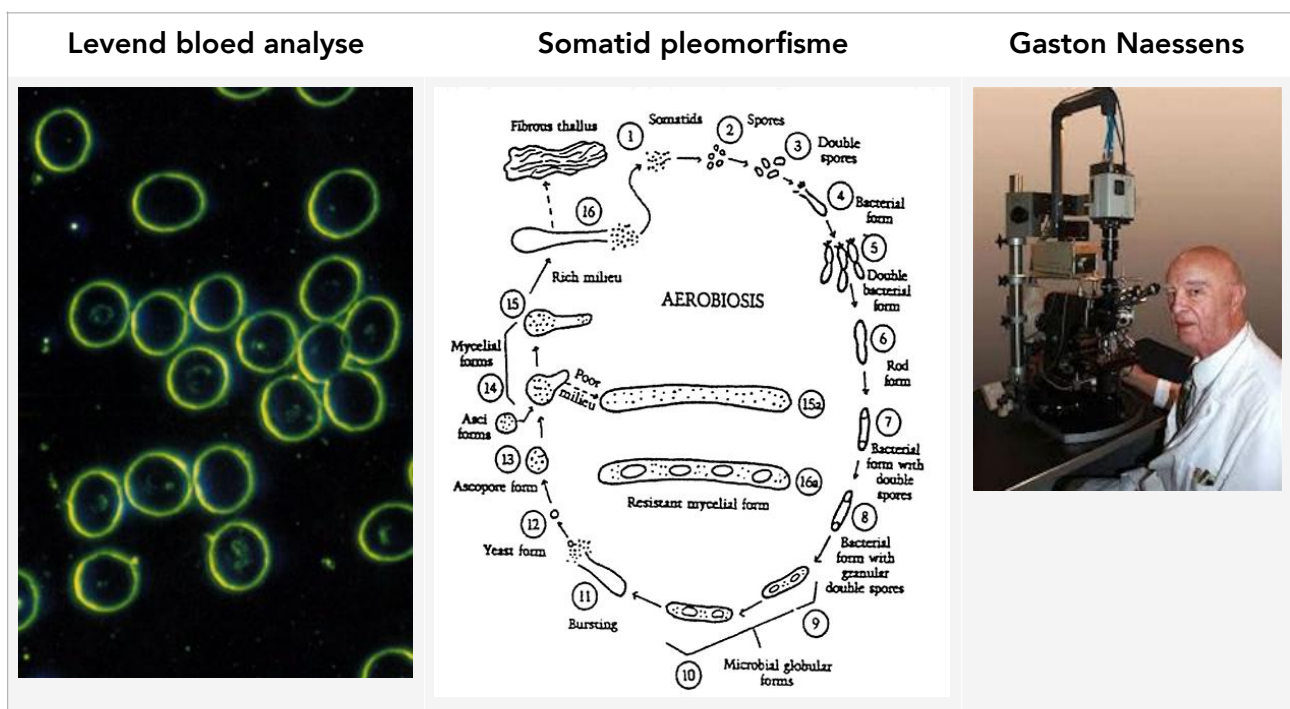 Levend bloed analyse
Somatid pleomorfisme
Gaston Naessens
Fibrous thallus
1
Somatids
2
Spores
3
Double
spores
4
Bacterial
form
5
Double
bacterial
form
6
Rod
form
7
Bacterial
form with
double
spores
8
Bacterial
form with
granular
double spores
9
Microbial globular
forms
10
11
Bursting
12
Yeast form
13
Ascopore form
Asci
forms
14
Mycelial
forms
15
Rich milieu
16
AEROBIOSIS
Poor
milieu
15a
16a
Resistant mycelial form